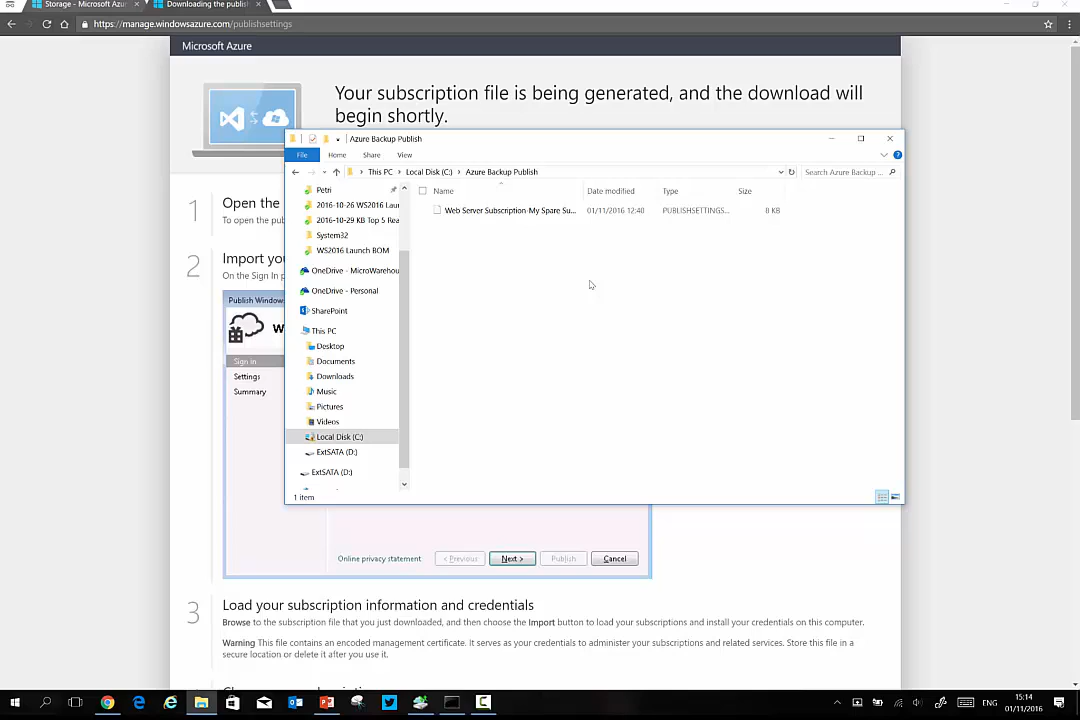 Storage - Microsoft Azur
Downloading the publish
https://manage.windowsazure.com/publishsettings
Microsoft Azure
Your subscription file is being generated, and the download will
begin shortly.
Azure Backup Publish
File Home Share View
This PC Local Disk (C:) Azure Backup Publish
Search Azure Backup ...
Name Date modified Type Size
Web Server Subscription-My Spare Su... 01/11/2016 12:40 PUBLISHSETTINGS... 8 KB
Petri
2016-10-26 WS2016 Lau
2016-10-29 KB Top 5 Rea
System32
WS2016 Launch BOM
OneDrive - MicroWarehou
OneDrive - Personal
SharePoint
This PC
Desktop
Documents
Downloads
Music
Pictures
Videos
Local Disk (C:)
ExtSATA (D:)
ExtSATA (D:)
1 item
1
Open the
To open the pub
2
Import you
On the Sign In p
Publish Window
W
Sign in
Settings
Summary
Online privacy statement < Previous Next > Publish Cancel
3
Load your subscription information and credentials
Browse to the subscription file that you just downloaded, and then choose the Import button to load your subscriptions and install your credentials on this computer.
Warning This file contains an encoded management certificate. It serves as your credentials to administer your subscriptions and related services. Store this file in a
secure location or delete it after you use it.
ENG
15:14
01/11/2016